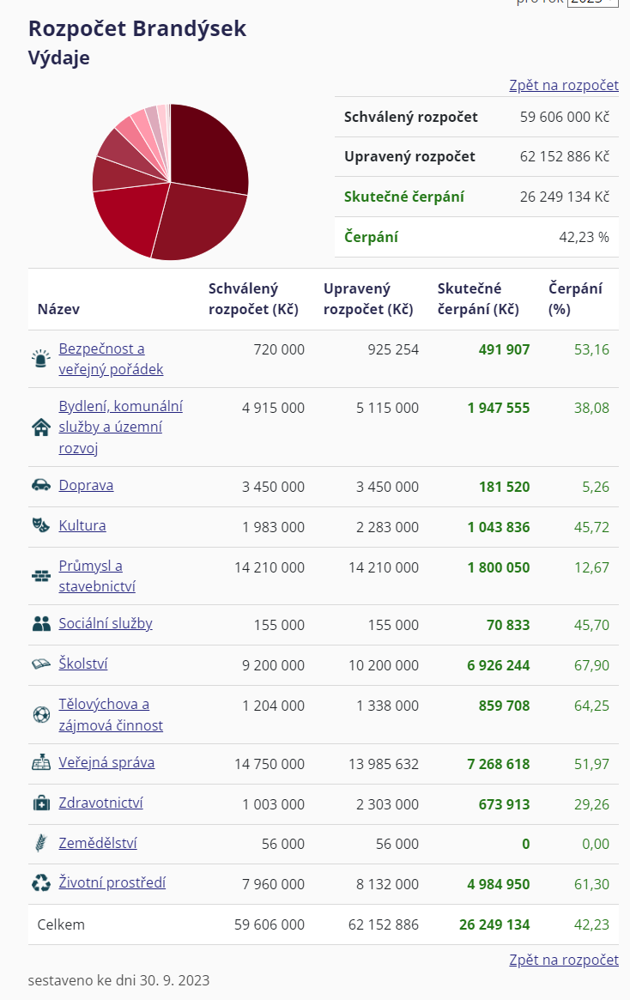 pro rok 2023
Rozpočet Brandýsek
Výdaje
Zpět na rozpočet
Schválený rozpočet 59 606 000 Kč
Upravený rozpočet 62 152 886 Kč
Skutečné čerpání 26 249 134 Kč
Čerpání 42,23 %
Název Schválený rozpočet (Kč) Upravený rozpočet (Kč) Skutečné čerpání (Kč) Čerpání (%)
Bezpečnost a veřejný pořádek 720 000 925 254 491 907 53,16
Bydlení, komunální služby a územní rozvoj 4 915 000 5 115 000 1 947 555 38,08
Doprava 3 450 000 3 450 000 181 520 5,26
Kultura 1 983 000 2 283 000 1 043 836 45,72
Průmysl a stavebnictví 14 210 000 14 210 000 1 800 050 12,67
Sociální služby 155 000 155 000 70 833 45,70
Školství 9 200 000 10 200 000 6 926 244 67,90
Tělovýchova a zájmová činnost 1 204 000 1 338 000 859 708 64,25
Veřejná správa 14 750 000 13 985 632 7 268 618 51,97
Zdravotnictví 1 003 000 2 303 000 673 913 29,26
Zemědělství 56 000 56 000 0 0,00
Životní prostředí 7 960 000 8 132 000 4 984 950 61,30
Celkem 59 606 000 62 152 886 26 249 134 42,23
Zpět na rozpočet
sestaveno ke dni 30. 9. 2023